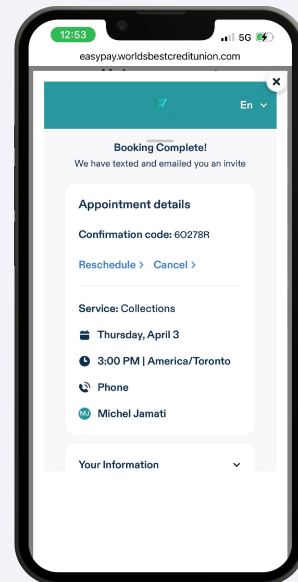 12:53
5G
easypay.worldsbestcreditunion.com
En
Booking Complete!
We have texted and emailed you an invite
Appointment details
Confirmation code: 6O278R
Reschedule > Cancel >
Service: Collections
Thursday, April 3
3:00 PM | America/Toronto
Phone
MJ Michel Jamati
Your Information